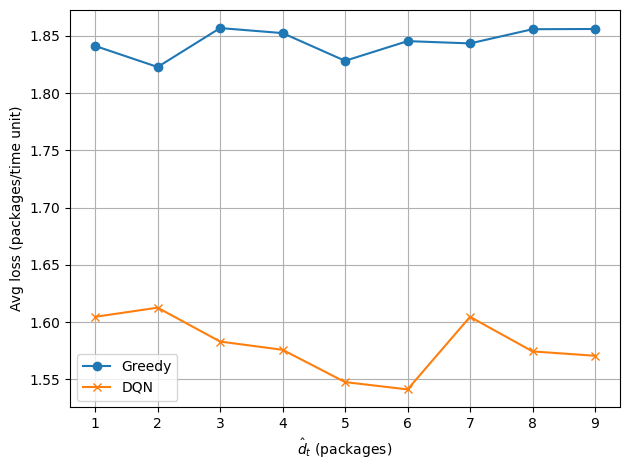 Avg loss (packages/time unit)
1.85
1.80
1.75
1.70
1.65
1.60
1.55
Greedy
DQN
1 2 3 4 5 6 7 8 9
d̂ₜ (packages)